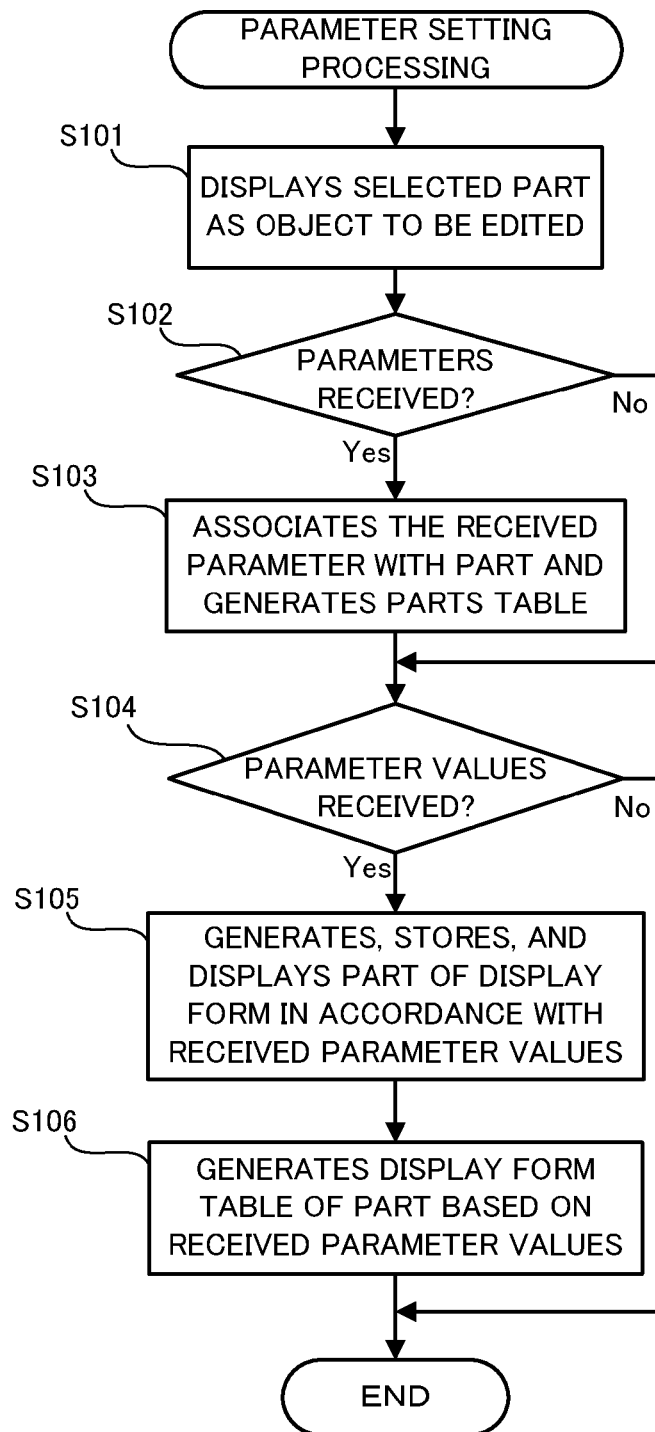 PARAMETER SETTING
PROCESSING
S101
DISPLAYS SELECTED PART
AS OBJECT TO BE EDITED
S102
PARAMETERS
RECEIVED?
No
Yes
S103
ASSOCIATES THE RECEIVED
PARAMETER WITH PART AND
GENERATES PARTS TABLE
S104
PARAMETER VALUES
RECEIVED?
No
Yes
S105
GENERATES, STORES, AND
DISPLAYS PART OF DISPLAY
FORM IN ACCORDANCE WITH
RECEIVED PARAMETER VALUES
S106
GENERATES DISPLAY FORM
TABLE OF PART BASED ON
RECEIVED PARAMETER VALUES
END